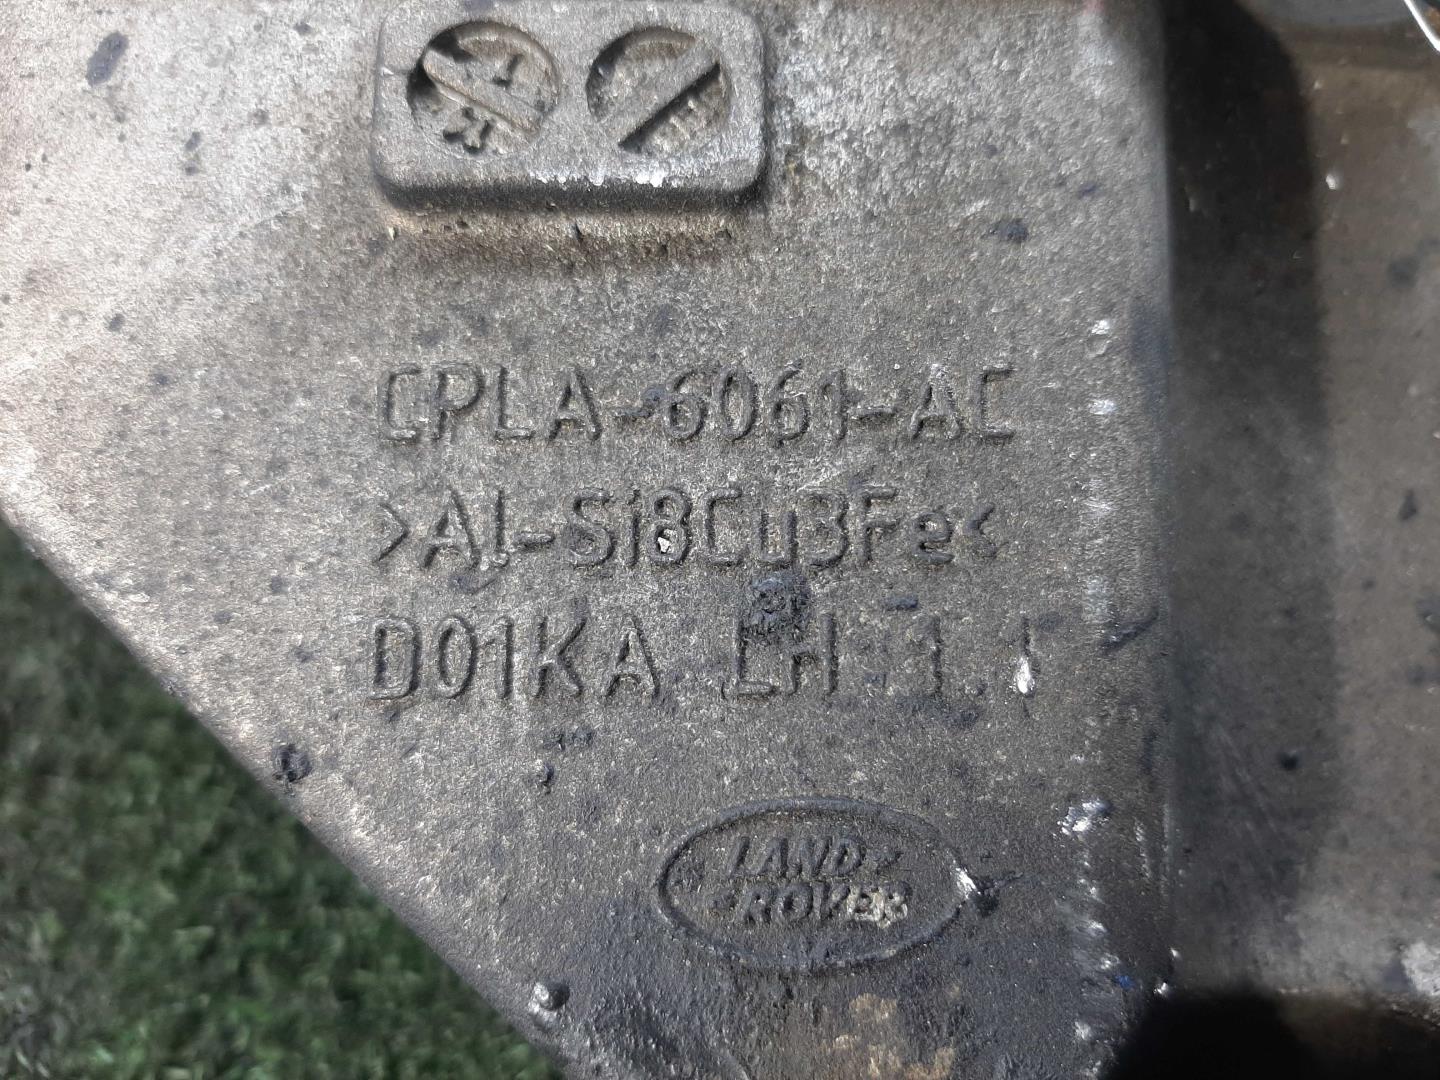 CPLA-6061-AC
>Al-Si8Cu3Fe<
D01KA LH 1.1
LAND
ROVER